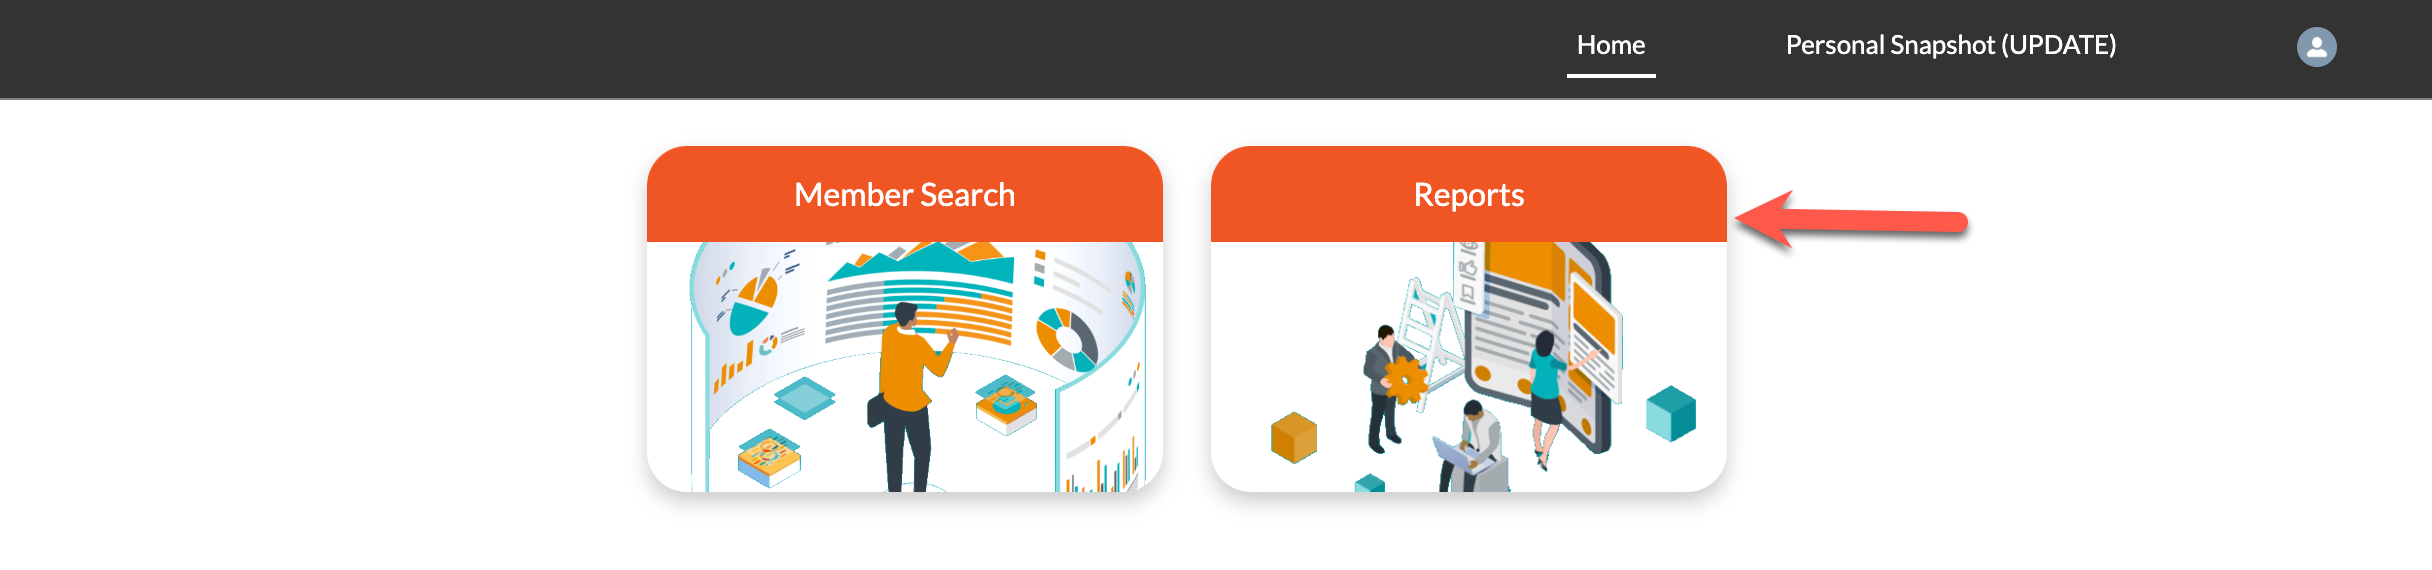 Home
Personal Snapshot (UPDATE)
Member Search
Reports